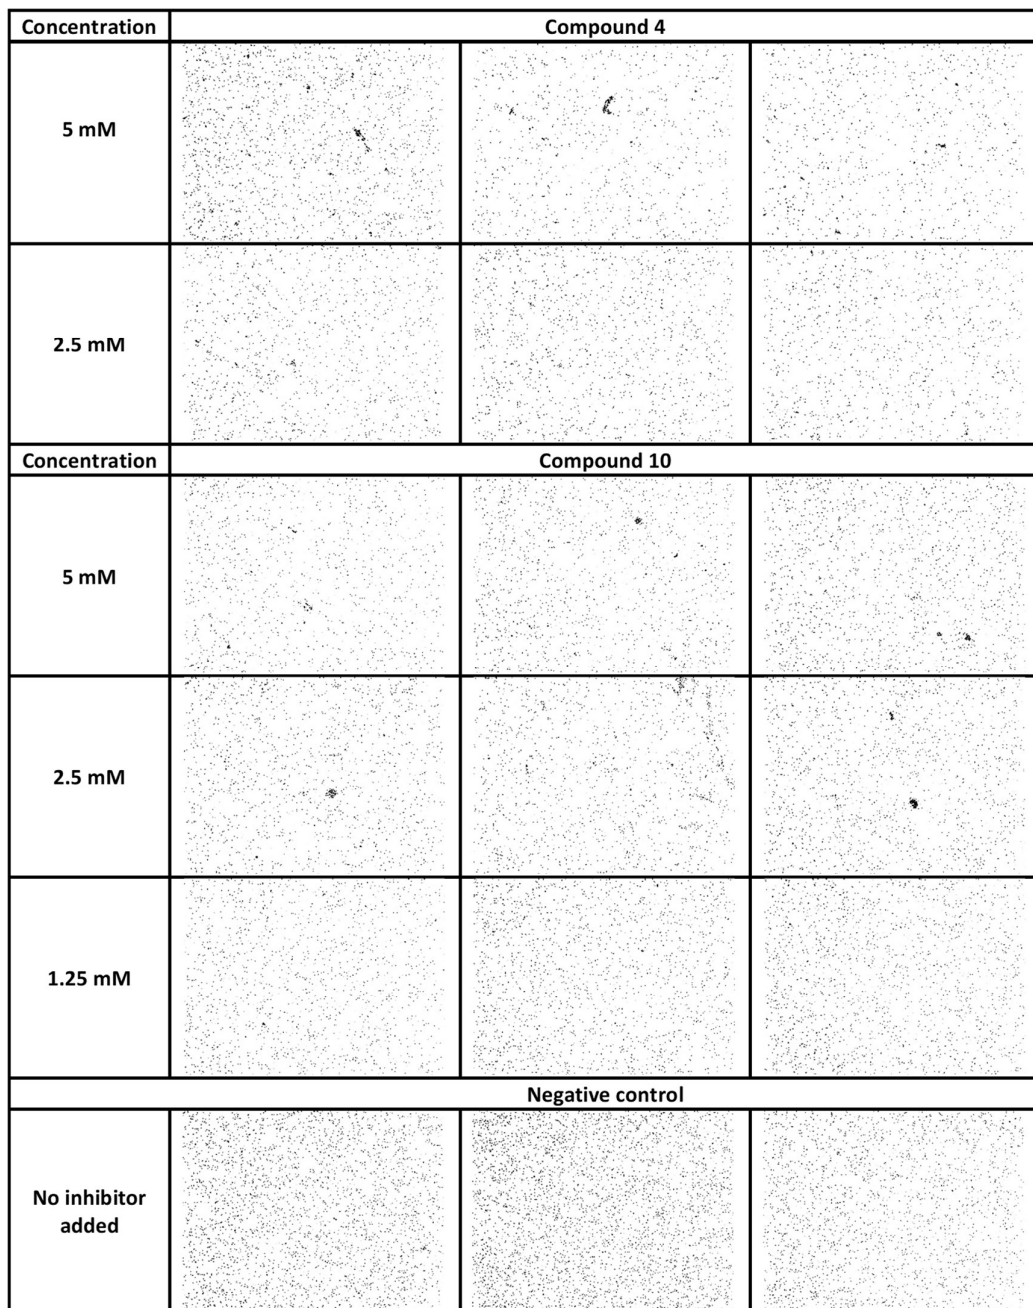 Concentration Compound 4
5 mM
2.5 mM
Concentration Compound 10
5 mM
2.5 mM
1.25 mM
Negative control
No inhibitor
added